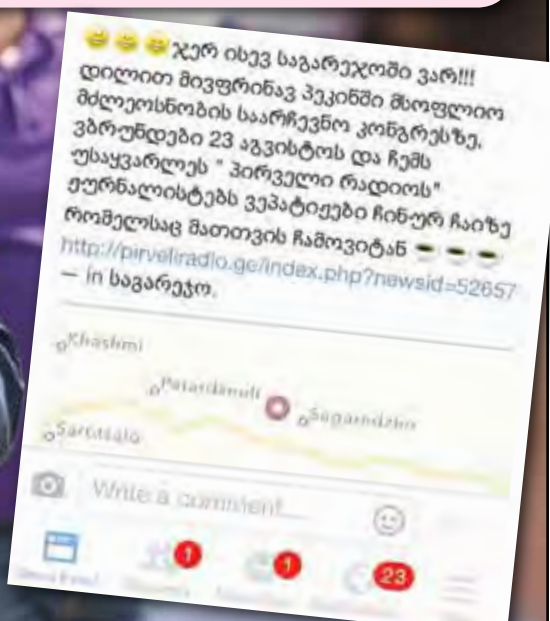 ჯერ ისევ საგარეჯოში ვარ!!!
დილით მივფრინავ პეკინში მსოფლიო
მძლეოსნობის საარჩევნო კონგრესზე,
ვბრუნდები 23 აგვისტოს და ჩემს
უსაყვარლეს " პირველი რადიოს"
ჟურნალისტებს ვეპატიჟები ჩინურ ჩაიზე
რომელსაც მათთვის ჩამოვიტან
http://pirveliradio.ge/index.php?newsid=52657
— in საგარეჯო.
Khashmi
Patardzeuli
Sagaredzho
Sartichala
Write a comment...
1
1
23